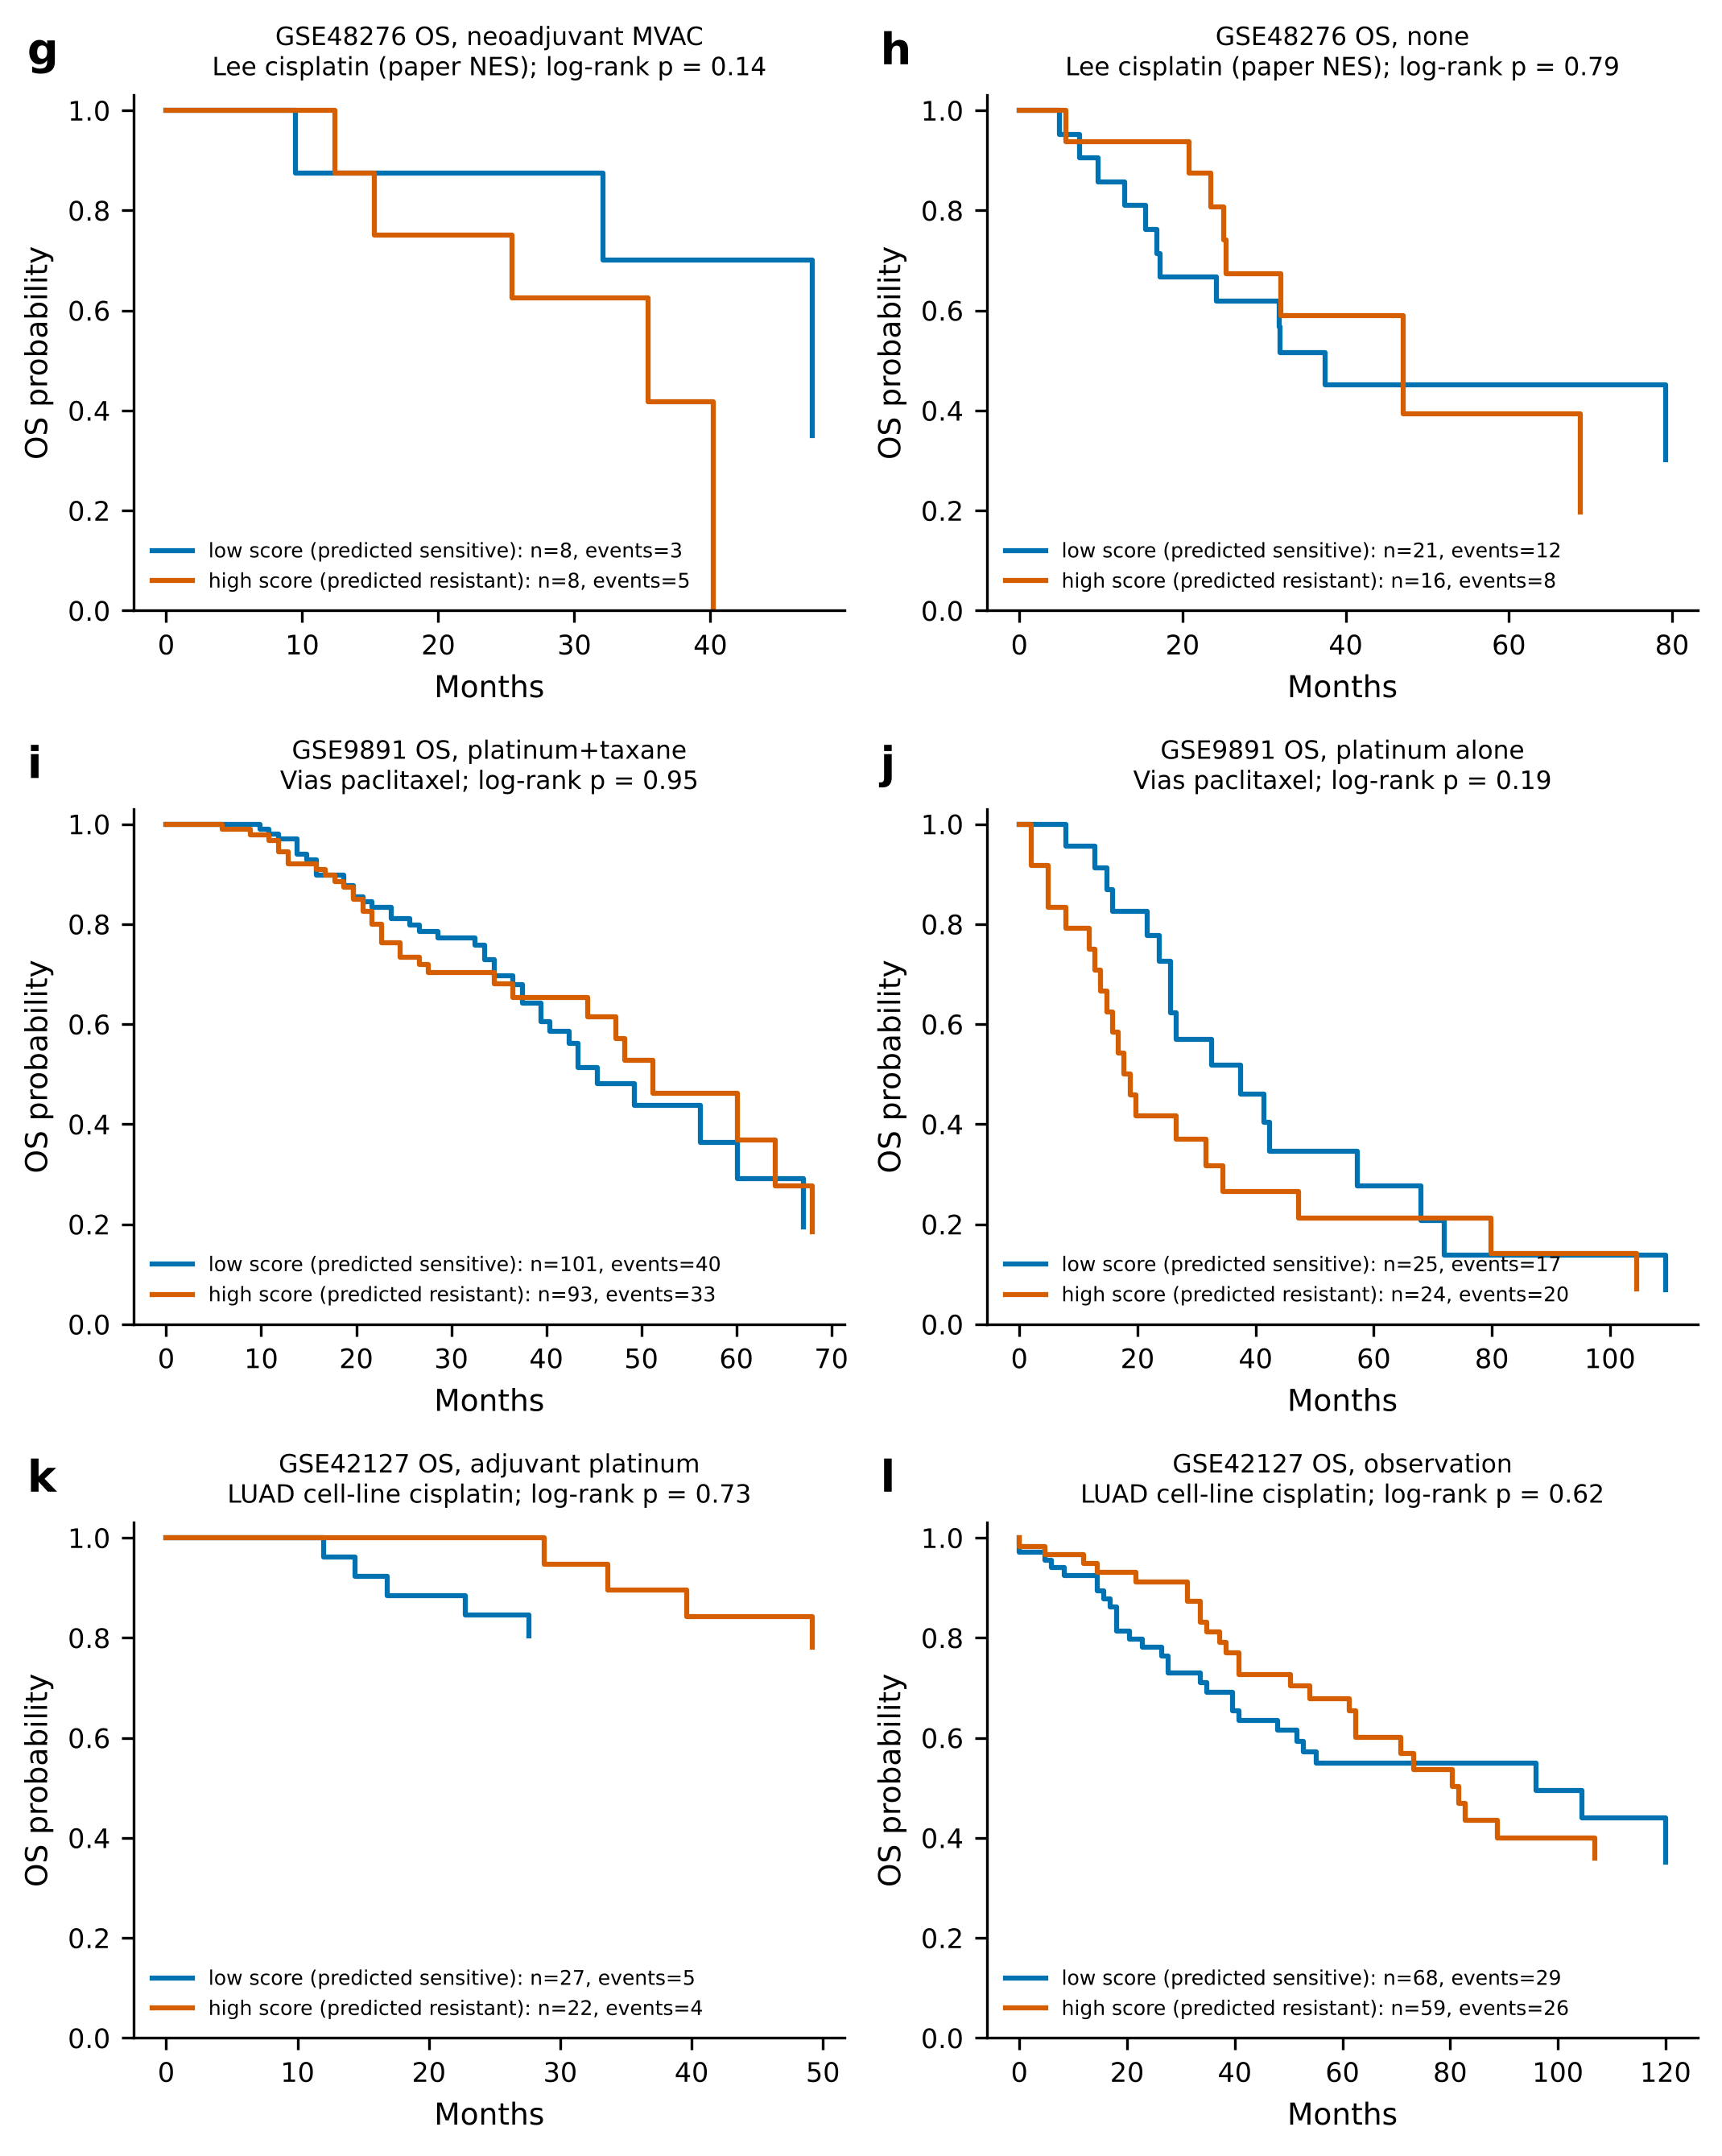 g
GSE48276 OS, neoadjuvant MVAC
Lee cisplatin (paper NES); log-rank p = 0.14
OS probability
1.0
0.8
0.6
0.4
0.2
0.0
low score (predicted sensitive): n=8, events=3
high score (predicted resistant): n=8, events=5
0 10 20 30 40
Months
h
GSE48276 OS, none
Lee cisplatin (paper NES); log-rank p = 0.79
OS probability
1.0
0.8
0.6
0.4
0.2
0.0
low score (predicted sensitive): n=21, events=12
high score (predicted resistant): n=16, events=8
0 20 40 60 80
Months
i
GSE9891 OS, platinum+taxane
Vias paclitaxel; log-rank p = 0.95
OS probability
1.0
0.8
0.6
0.4
0.2
0.0
low score (predicted sensitive): n=101, events=40
high score (predicted resistant): n=93, events=33
0 10 20 30 40 50 60 70
Months
j
GSE9891 OS, platinum alone
Vias paclitaxel; log-rank p = 0.19
OS probability
1.0
0.8
0.6
0.4
0.2
0.0
low score (predicted sensitive): n=25, events=17
high score (predicted resistant): n=24, events=20
0 20 40 60 80 100
Months
k
GSE42127 OS, adjuvant platinum
LUAD cell-line cisplatin; log-rank p = 0.73
OS probability
1.0
0.8
0.6
0.4
0.2
0.0
low score (predicted sensitive): n=27, events=5
high score (predicted resistant): n=22, events=4
0 10 20 30 40 50
Months
l
GSE42127 OS, observation
LUAD cell-line cisplatin; log-rank p = 0.62
OS probability
1.0
0.8
0.6
0.4
0.2
0.0
low score (predicted sensitive): n=68, events=29
high score (predicted resistant): n=59, events=26
0 20 40 60 80 100 120
Months